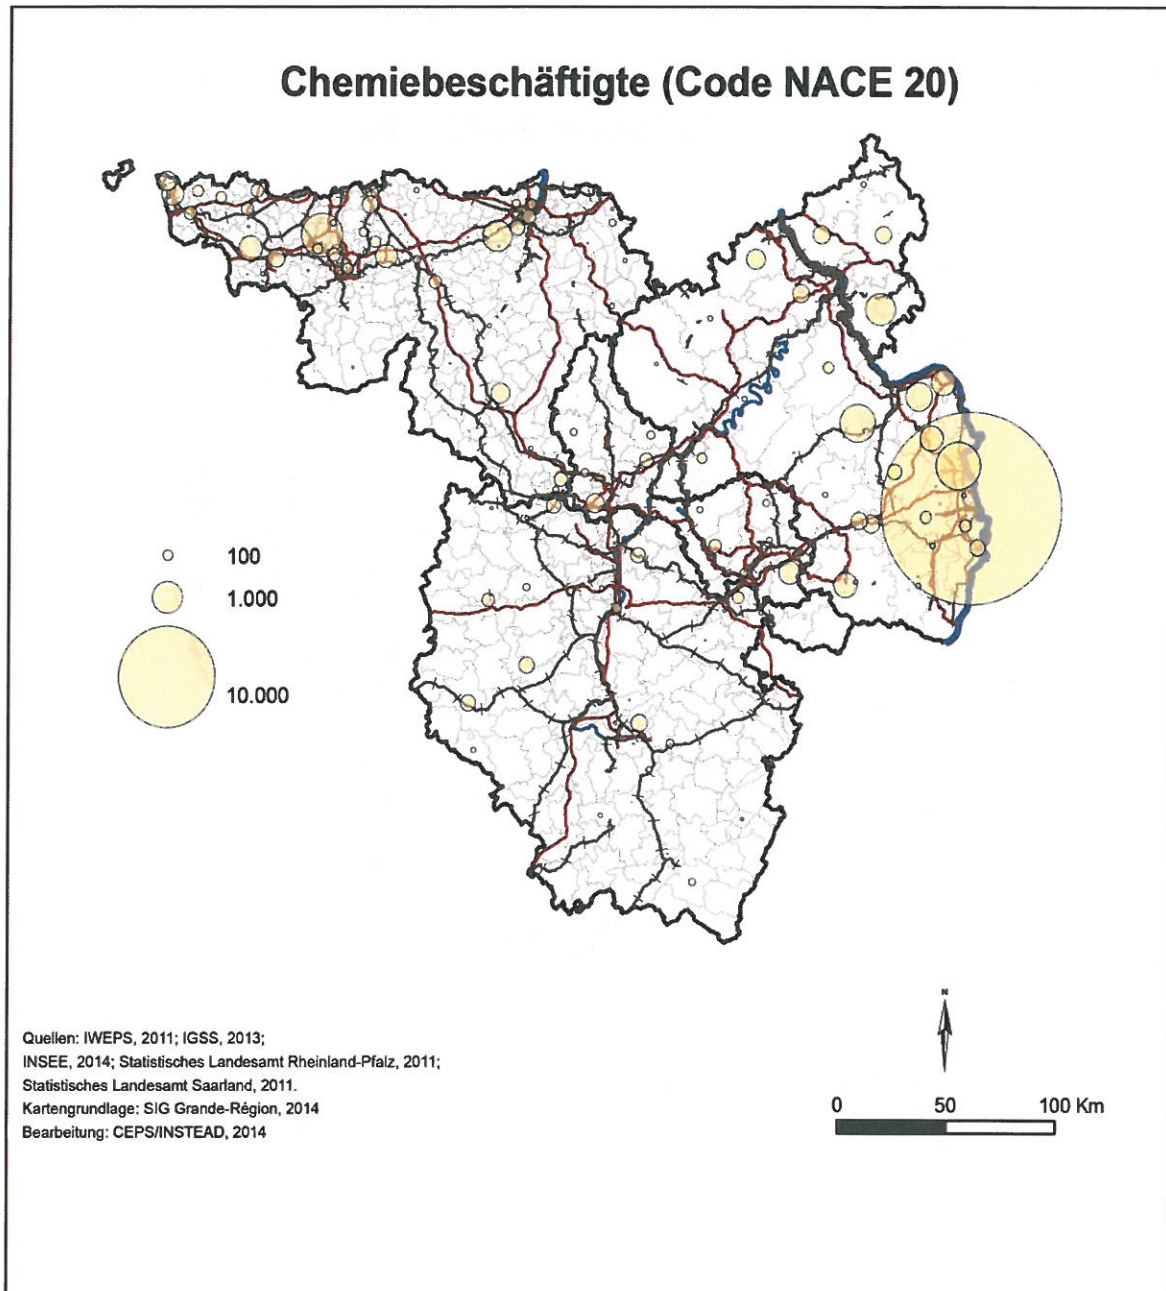 Chemiebeschäftigte (Code NACE 20)
100
1.000
10.000
Quellen: IWEPS, 2011; IGSS, 2013;
INSEE, 2014; Statistisches Landesamt Rheinland-Pfalz, 2011;
Statistisches Landesamt Saarland, 2011.
Kartengrundlage: SIG Grande-Région, 2014
Bearbeitung: CEPS/INSTEAD, 2014
N
0 50 100 Km